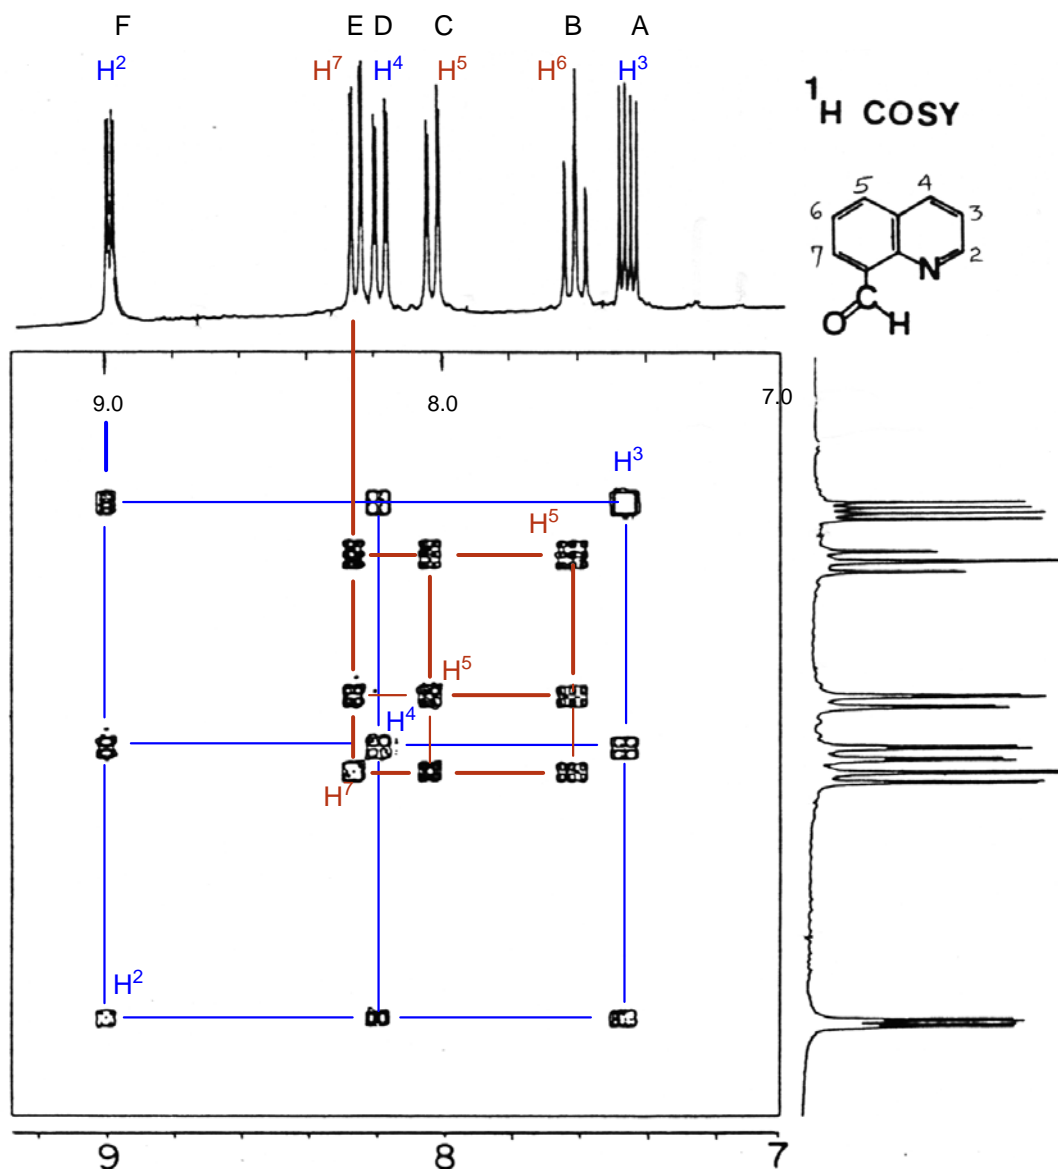 F E D C B A
H² H⁷ H⁴ H⁵ H⁶ H³
¹H COSY
5 4
6 3
7 2
N
C
O H
9.0 8.0 7.0
H³
H⁵
H⁵
H⁴
H⁷
H²
9 8 7